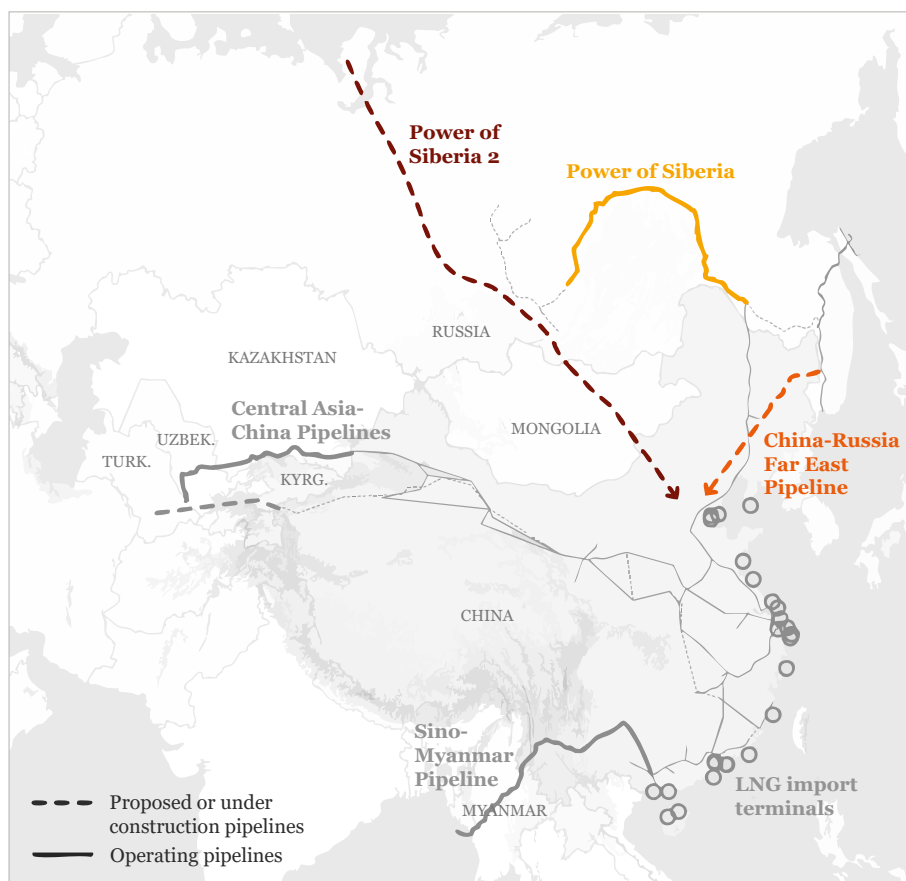 Power of
Siberia 2
Power of Siberia
RUSSIA
KAZAKHSTAN
Central Asia-
China Pipelines
MONGOLIA
UZBEK.
TURK.
KYRG.
China-Russia
Far East
Pipeline
CHINA
Sino-
Myanmar
Pipeline
MYANMAR
LNG import
terminals
Proposed or under
construction pipelines
Operating pipelines